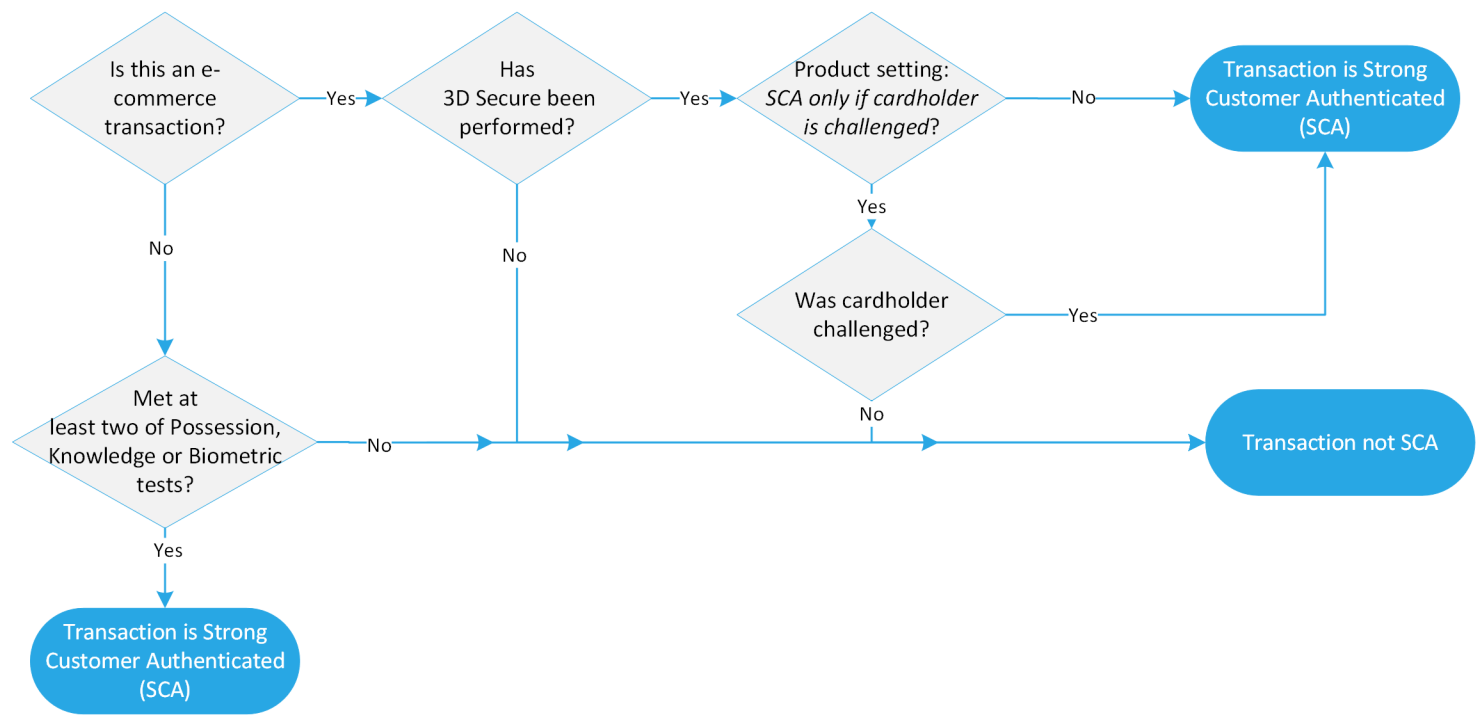 Is this an e-
commerce
transaction?
Yes
Has
3D Secure been
performed?
Yes
Product setting:
SCA only if cardholder
is challenged?
No
Transaction is Strong
Customer Authenticated
(SCA)
Yes
No
No
Was cardholder
challenged?
Yes
Met at
least two of Possession,
Knowledge or Biometric
tests?
No
No
Transaction not SCA
Yes
Transaction is Strong
Customer Authenticated
(SCA)